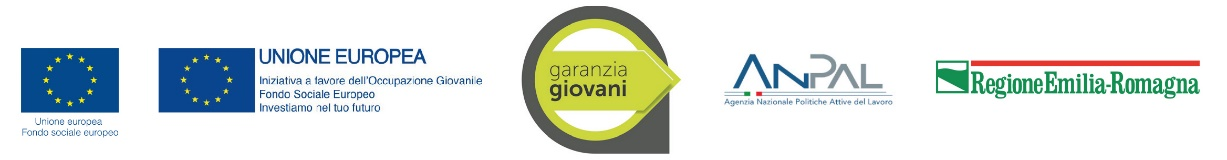 Unione europea
Fondo sociale europeo
UNIONE EUROPEA
Iniziativa a favore dell'Occupazione Giovanile
Fondo Sociale Europeo
Investiamo nel tuo futuro
garanzia
giovani
ANPAL
Agenzia Nazionale Politiche Attive del Lavoro
RegioneEmilia-Romagna